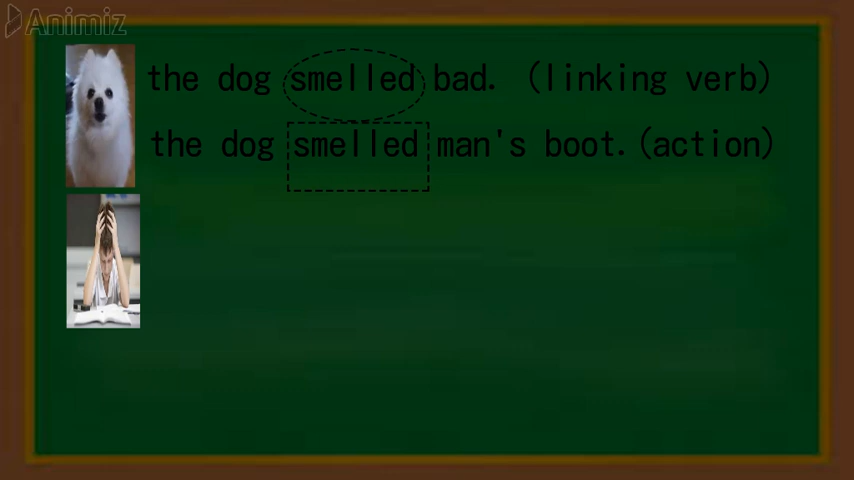 Animiz
the dog smelled bad. (linking verb)
the dog smelled man's boot.(action)